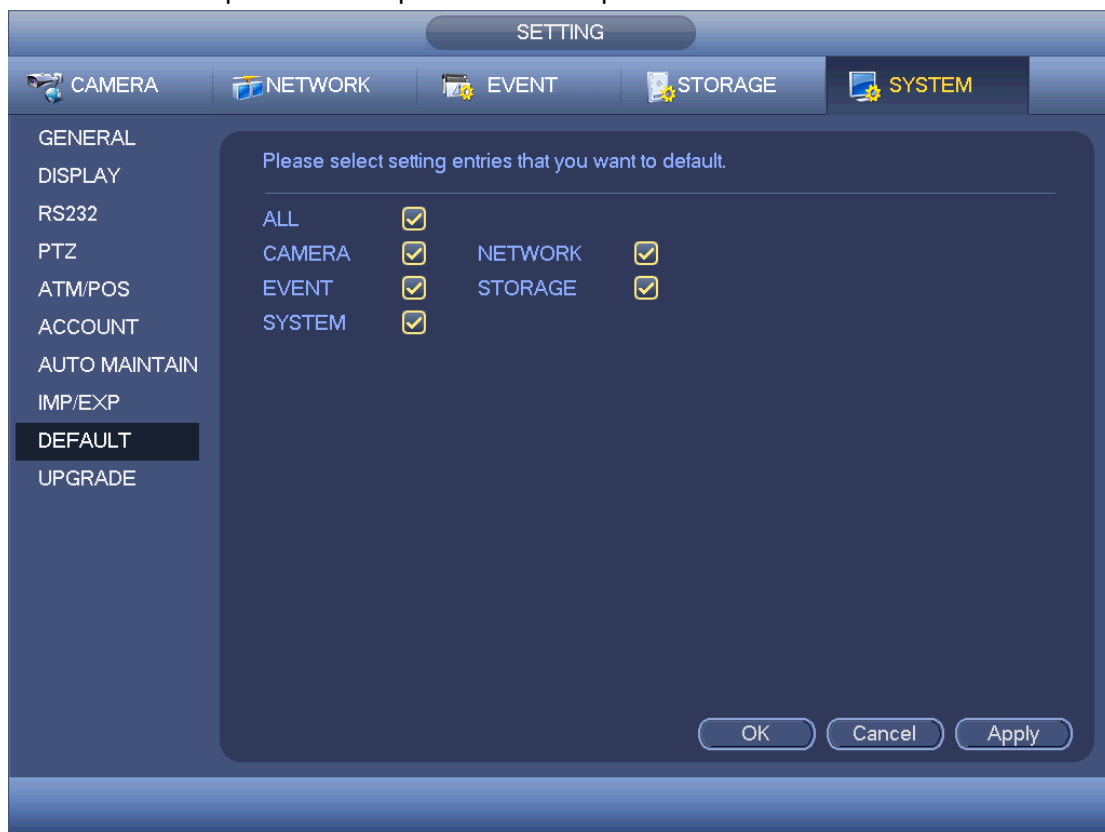 SETTING
CAMERA NETWORK EVENT STORAGE SYSTEM
GENERAL
DISPLAY
RS232
PTZ
ATM/POS
ACCOUNT
AUTO MAINTAIN
IMP/EXP
DEFAULT
UPGRADE
Please select setting entries that you want to default.
ALL
CAMERA NETWORK
EVENT STORAGE
SYSTEM
OK Cancel Apply